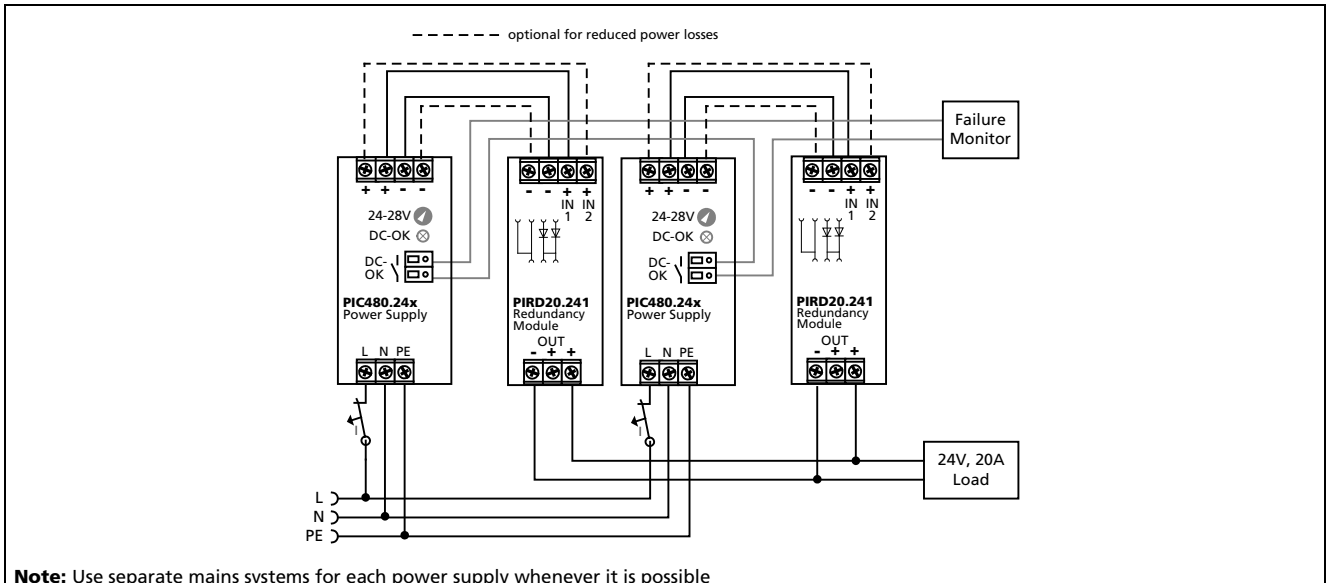 optional for reduced power losses
Failure
Monitor
+ + - -
- - + +
IN IN
1 2
24-28V
DC-OK
DC-
OK
PIC480.24x
Power Supply
L N PE
PIRD20.241
Redundancy
Module
OUT
- + +
+ + - -
24-28V
DC-OK
DC-
OK
PIC480.24x
Power Supply
L N PE
- - + +
IN IN
1 2
PIRD20.241
Redundancy
Module
OUT
- + +
I
I
24V, 20A
Load
L
N
PE
Note: Use separate mains systems for each power supply whenever it is possible